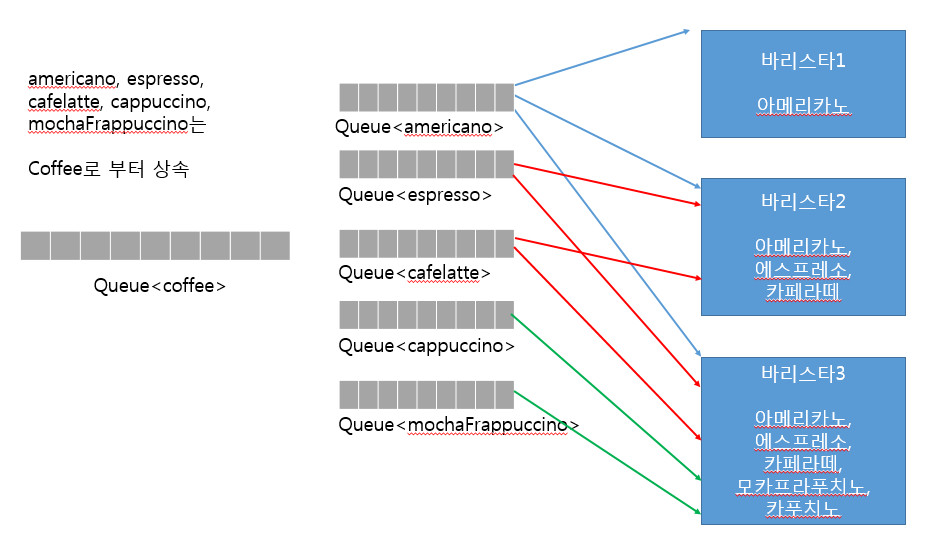 americano, espresso,
cafelatte, cappuccino,
mochaFrappuccino는
Coffee로 부터 상속
Queue<coffee>
Queue<americano>
Queue<espresso>
Queue<cafelatte>
Queue<cappuccino>
Queue<mochaFrappuccino>
바리스타1
아메리카노
바리스타2
아메리카노,
에스프레소,
카페라떼
바리스타3
아메리카노,
에스프레소,
카페라떼,
모카프라푸치노,
카푸치노